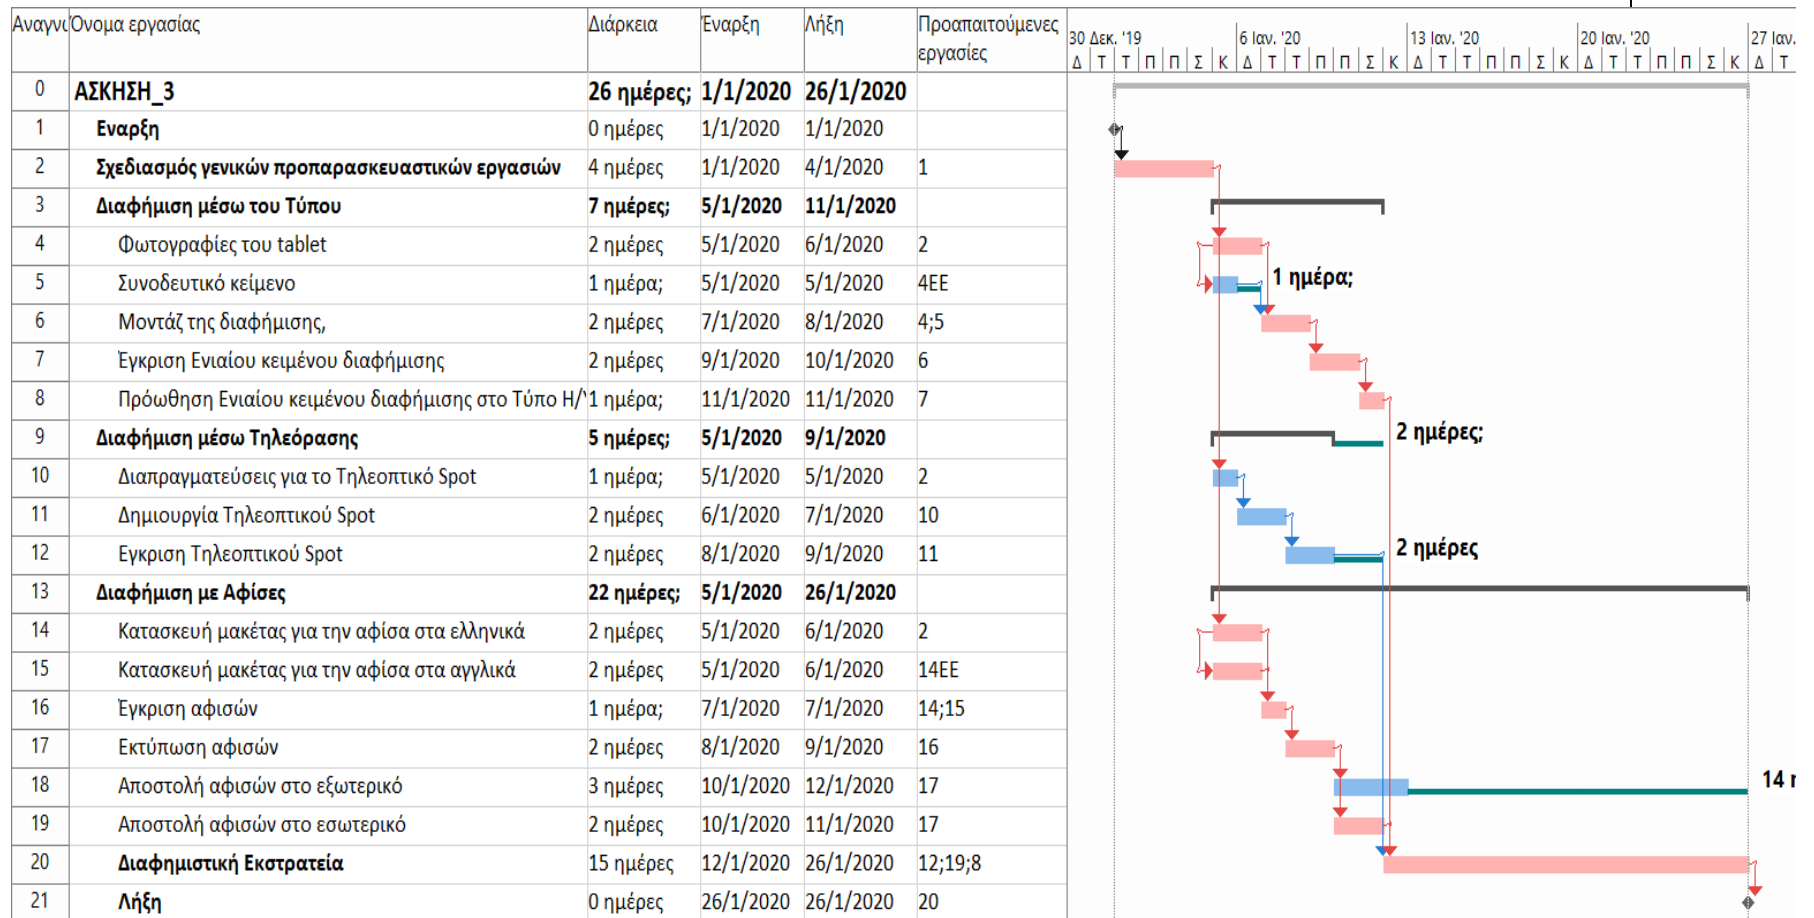 Αναγνω Όνομα εργασίας Διάρκεια Έναρξη Λήξη Προαπαιτούμενες εργασίες
30 Δεκ. '19 6 Ιαν. '20 13 Ιαν. '20 20 Ιαν. '20 27 Ιαν.
Δ Τ Τ Π Π Σ Κ Δ Τ Τ Π Π Σ Κ Δ Τ Τ Π Π Σ Κ Δ Τ Τ Π Π Σ Κ Δ Τ
0 ΑΣΚΗΣΗ_3 26 ημέρες; 1/1/2020 26/1/2020
1 Εναρξη 0 ημέρες 1/1/2020 1/1/2020
2 Σχεδιασμός γενικών προπαρασκευαστικών εργασιών 4 ημέρες 1/1/2020 4/1/2020 1
3 Διαφήμιση μέσω του Τύπου 7 ημέρες; 5/1/2020 11/1/2020
4 Φωτογραφίες του tablet 2 ημέρες 5/1/2020 6/1/2020 2
5 Συνοδευτικό κείμενο 1 ημέρα; 5/1/2020 5/1/2020 4ΕΕ 1 ημέρα;
6 Μοντάζ της διαφήμισης, 2 ημέρες 7/1/2020 8/1/2020 4;5
7 Έγκριση Ενιαίου κειμένου διαφήμισης 2 ημέρες 9/1/2020 10/1/2020 6
8 Πρόωθηση Ενιαίου κειμένου διαφήμισης στο Τύπο Η/Υ 1 ημέρα; 11/1/2020 11/1/2020 7
9 Διαφήμιση μέσω Τηλεόρασης 5 ημέρες; 5/1/2020 9/1/2020 2 ημέρες;
10 Διαπραγματεύσεις για το Τηλεοπτικό Spot 1 ημέρα; 5/1/2020 5/1/2020 2
11 Δημιουργία Τηλεοπτικού Spot 2 ημέρες 6/1/2020 7/1/2020 10
12 Εγκριση Τηλεοπτικού Spot 2 ημέρες 8/1/2020 9/1/2020 11 2 ημέρες
13 Διαφήμιση με Αφίσες 22 ημέρες; 5/1/2020 26/1/2020
14 Κατασκευή μακέτας για την αφίσα στα ελληνικά 2 ημέρες 5/1/2020 6/1/2020 2
15 Κατασκευή μακέτας για την αφίσα στα αγγλικά 2 ημέρες 5/1/2020 6/1/2020 14ΕΕ
16 Έγκριση αφισών 1 ημέρα; 7/1/2020 7/1/2020 14;15
17 Εκτύπωση αφισών 2 ημέρες 8/1/2020 9/1/2020 16
18 Αποστολή αφισών στο εξωτερικό 3 ημέρες 10/1/2020 12/1/2020 17 14
19 Αποστολή αφισών στο εσωτερικό 2 ημέρες 10/1/2020 11/1/2020 17
20 Διαφημιστική Εκστρατεία 15 ημέρες 12/1/2020 26/1/2020 12;19;8
21 Λήξη 0 ημέρες 26/1/2020 26/1/2020 20